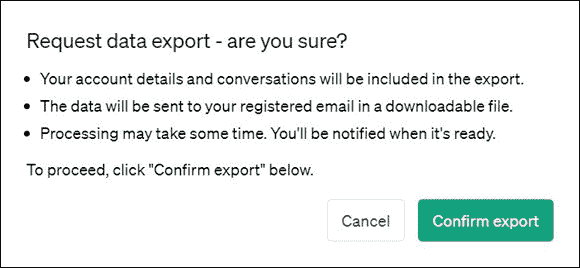 Request data export - are you sure?
• Your account details and conversations will be included in the export.
• The data will be sent to your registered email in a downloadable file.
• Processing may take some time. You'll be notified when it's ready.
To proceed, click "Confirm export" below.
Cancel
Confirm export